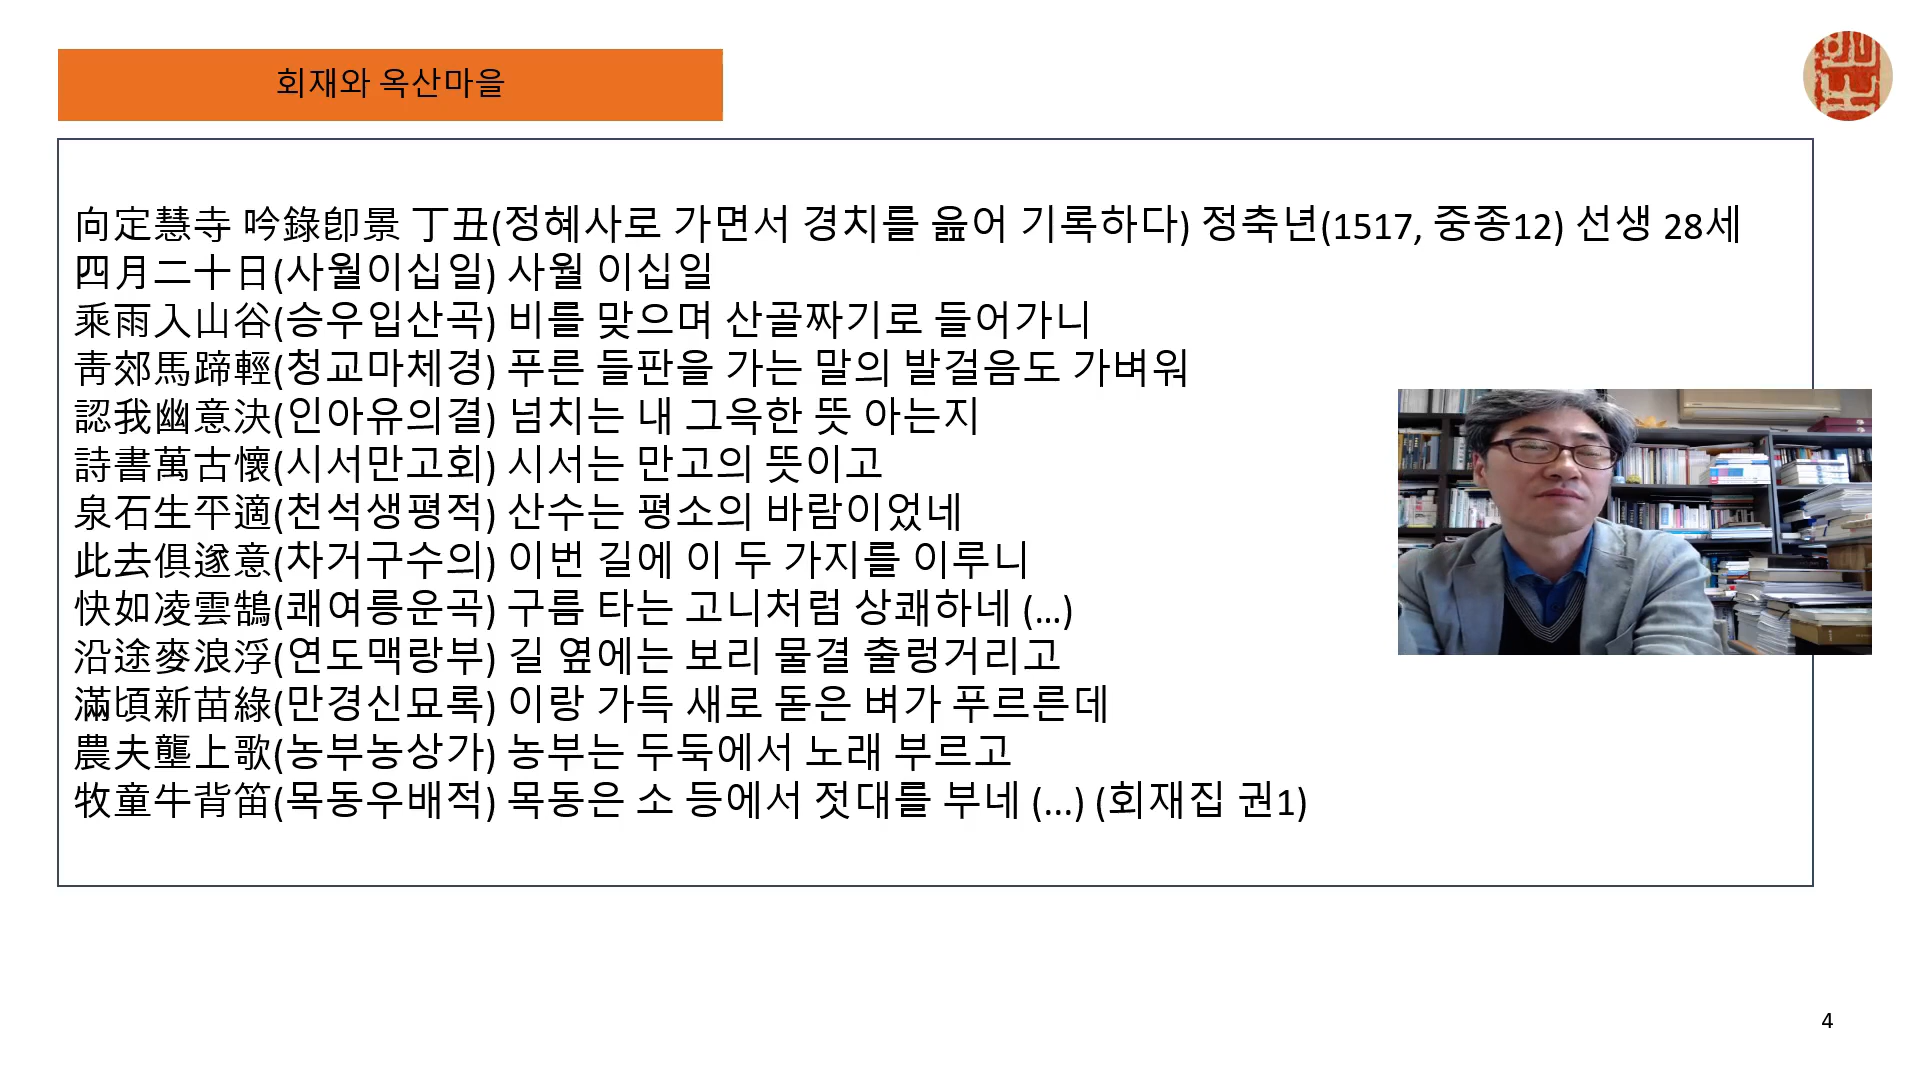 회재와 옥산마을
向定慧寺 吟錄卽景 丁丑(정혜사로 가면서 경치를 읊어 기록하다) 정축년(1517, 중종12) 선생 28세
四月二十日(사월이십일) 사월 이십일
乘雨入山谷(승우입산곡) 비를 맞으며 산골짜기로 들어가니
靑郊馬蹄輕(청교마체경) 푸른 들판을 가는 말의 발걸음도 가벼워
認我幽意決(인아유의결) 넘치는 내 그윽한 뜻 아는지
詩書萬古懷(시서만고회) 시서는 만고의 뜻이고
泉石生平適(천석생평적) 산수는 평소의 바람이었네
此去俱遂意(차거구수의) 이번 길에 이 두 가지를 이루니
快如凌雲鵠(쾌여릉운곡) 구름 타는 고니처럼 상쾌하네 (…)
沿途麥浪浮(연도맥랑부) 길 옆에는 보리 물결 출렁거리고
滿頃新苗綠(만경신묘록) 이랑 가득 새로 돋은 벼가 푸르른데
農夫壟上歌(농부농상가) 농부는 두둑에서 노래 부르고
牧童牛背笛(목동우배적) 목동은 소 등에서 젓대를 부네 (…) (회재집 권1)
4